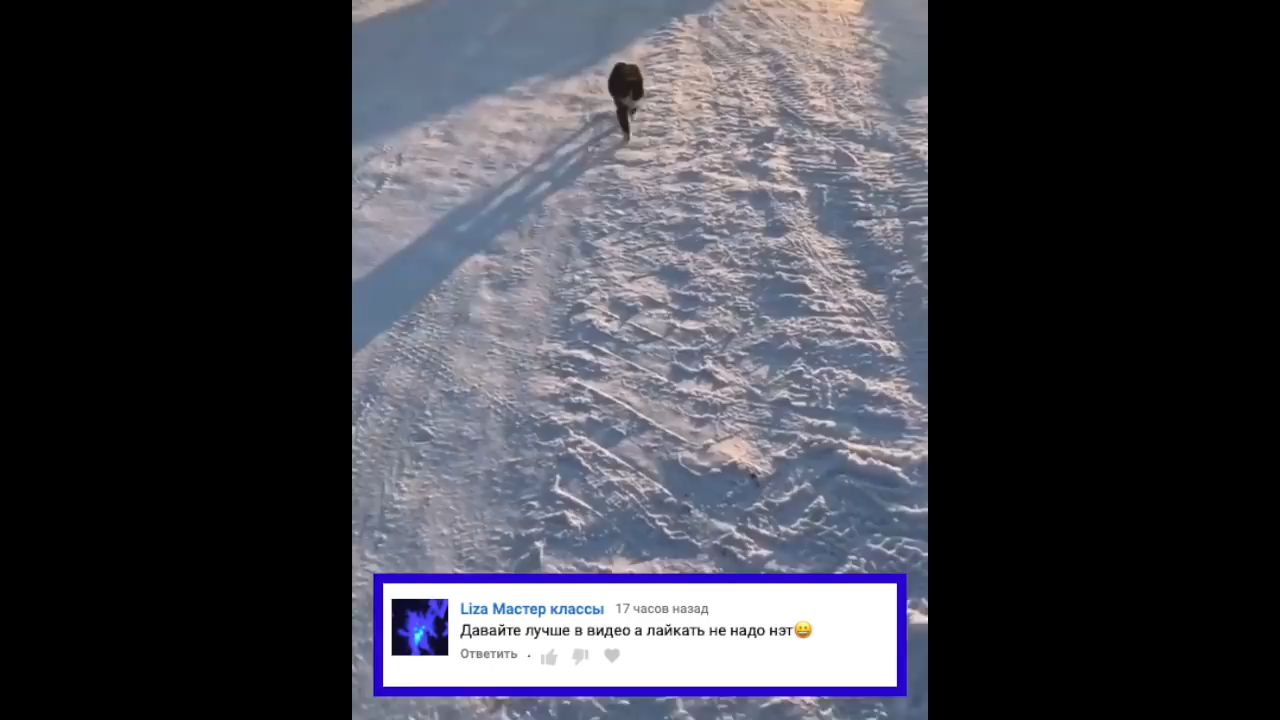 Liza Мастер классы 17 часов назад
Давайте лучше в видео а лайкать не надо нэт😀
Ответить